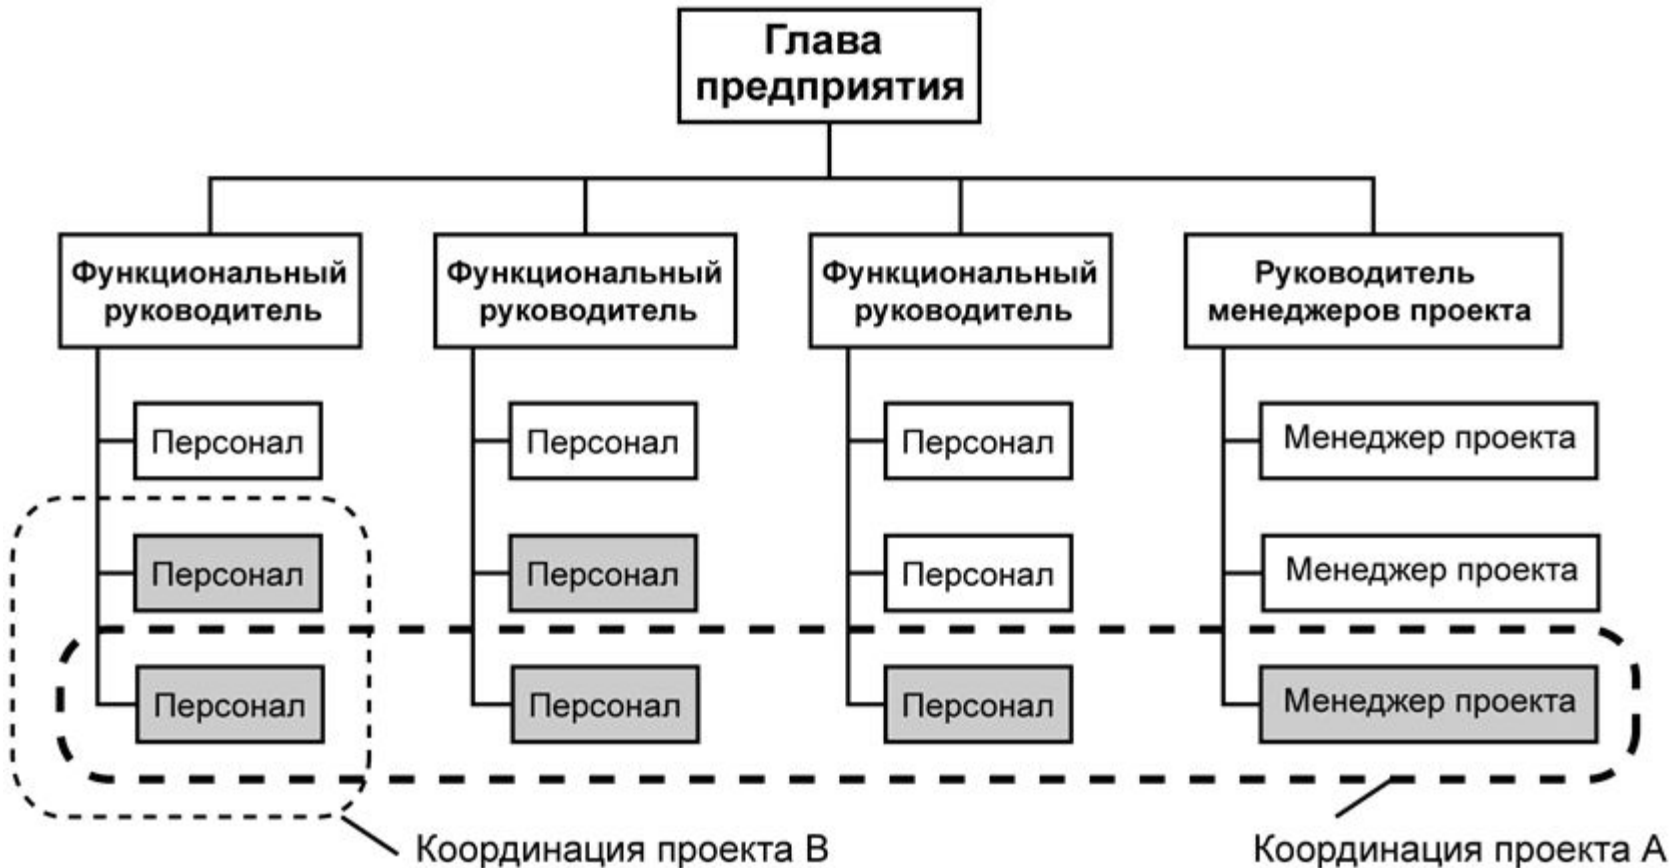 Глава
предприятия
Функциональный
руководитель
Функциональный
руководитель
Функциональный
руководитель
Руководитель
менеджеров проекта
Персонал
Персонал
Персонал
Менеджер проекта
Персонал
Персонал
Персонал
Менеджер проекта
Персонал
Персонал
Персонал
Менеджер проекта
Координация проекта В
Координация проекта А